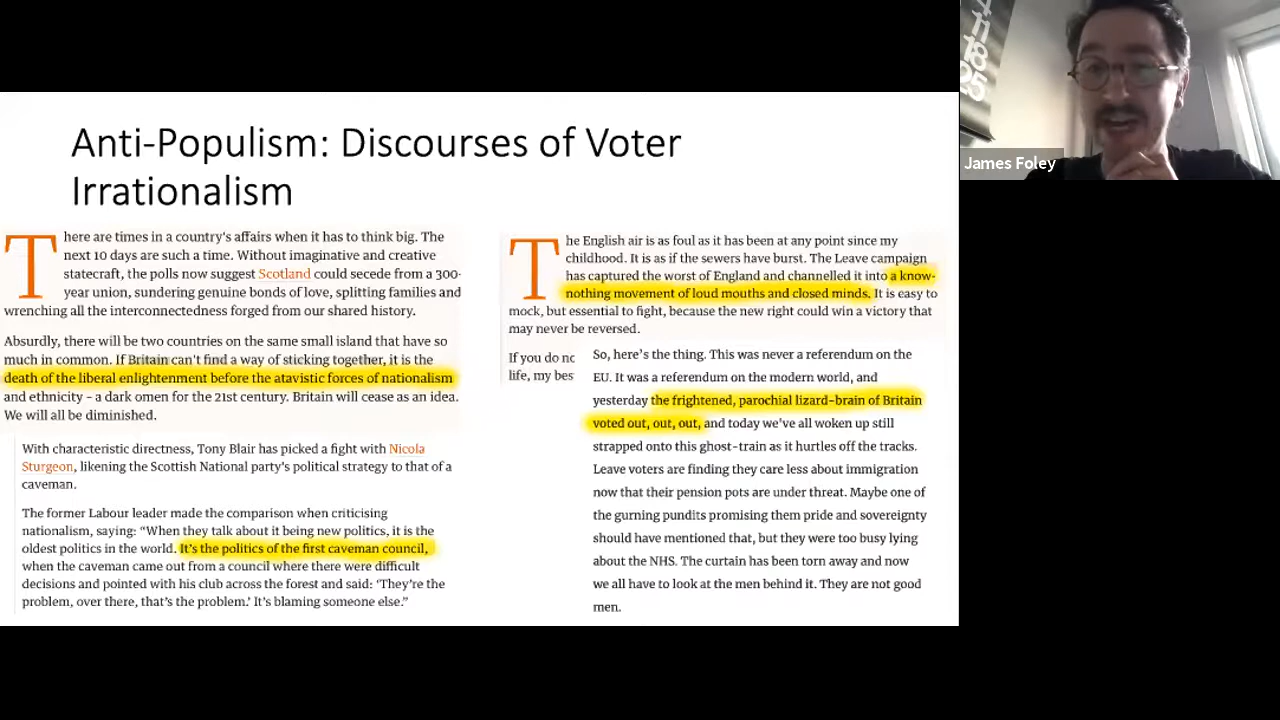 Anti-Populism: Discourses of Voter
Irrationalism
There are times in a country's affairs when it has to think big. The
next 10 days are such a time. Without imaginative and creative
statecraft, the polls now suggest Scotland could secede from a 300-
year union, sundering genuine bonds of love, splitting families and
wrenching all the interconnectedness forged from our shared history.
Absurdly, there will be two countries on the same small island that have so
much in common. If Britain can't find a way of sticking together, it is the
death of the liberal enlightenment before the atavistic forces of nationalism
and ethnicity – a dark omen for the 21st century. Britain will cease as an idea.
We will all be diminished.
With characteristic directness, Tony Blair has picked a fight with Nicola
Sturgeon, likening the Scottish National party's political strategy to that of a
caveman.
The former Labour leader made the comparison when criticising
nationalism, saying: “When they talk about it being new politics, it is the
oldest politics in the world. It's the politics of the first caveman council,
when the caveman came out from a council where there were difficult
decisions and pointed with his club across the forest and said: ‘They're the
problem, over there, that's the problem.’ It's blaming someone else.”
The English air is as foul as it has been at any point since my
childhood. It is as if the sewers have burst. The Leave campaign
has captured the worst of England and channelled it into a know-
nothing movement of loud mouths and closed minds. It is easy to
mock, but essential to fight, because the new right could win a victory that
may never be reversed.
If you do no
life, my bes
So, here's the thing. This was never a referendum on the
EU. It was a referendum on the modern world, and
yesterday the frightened, parochial lizard-brain of Britain
voted out, out, out, and today we've all woken up still
strapped onto this ghost-train as it hurtles off the tracks.
Leave voters are finding they care less about immigration
now that their pension pots are under threat. Maybe one of
the gurning pundits promising them pride and sovereignty
should have mentioned that, but they were too busy lying
about the NHS. The curtain has been torn away and now
we all have to look at the men behind it. They are not good
men.
James Foley